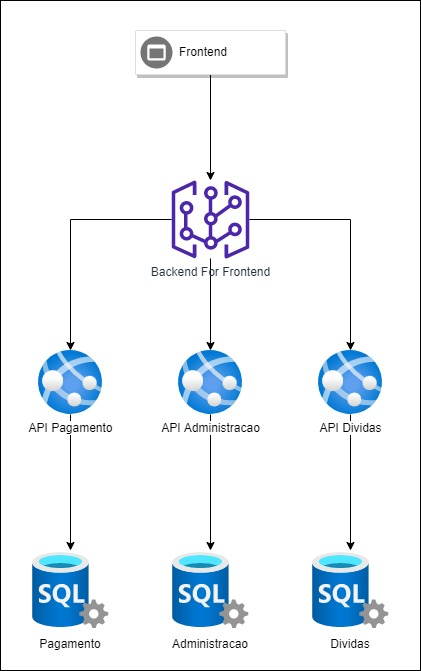 Frontend
Backend For Frontend
API Pagamento
API Administracao
API Dividas
SQL
SQL
SQL
Pagamento
Administracao
Dividas